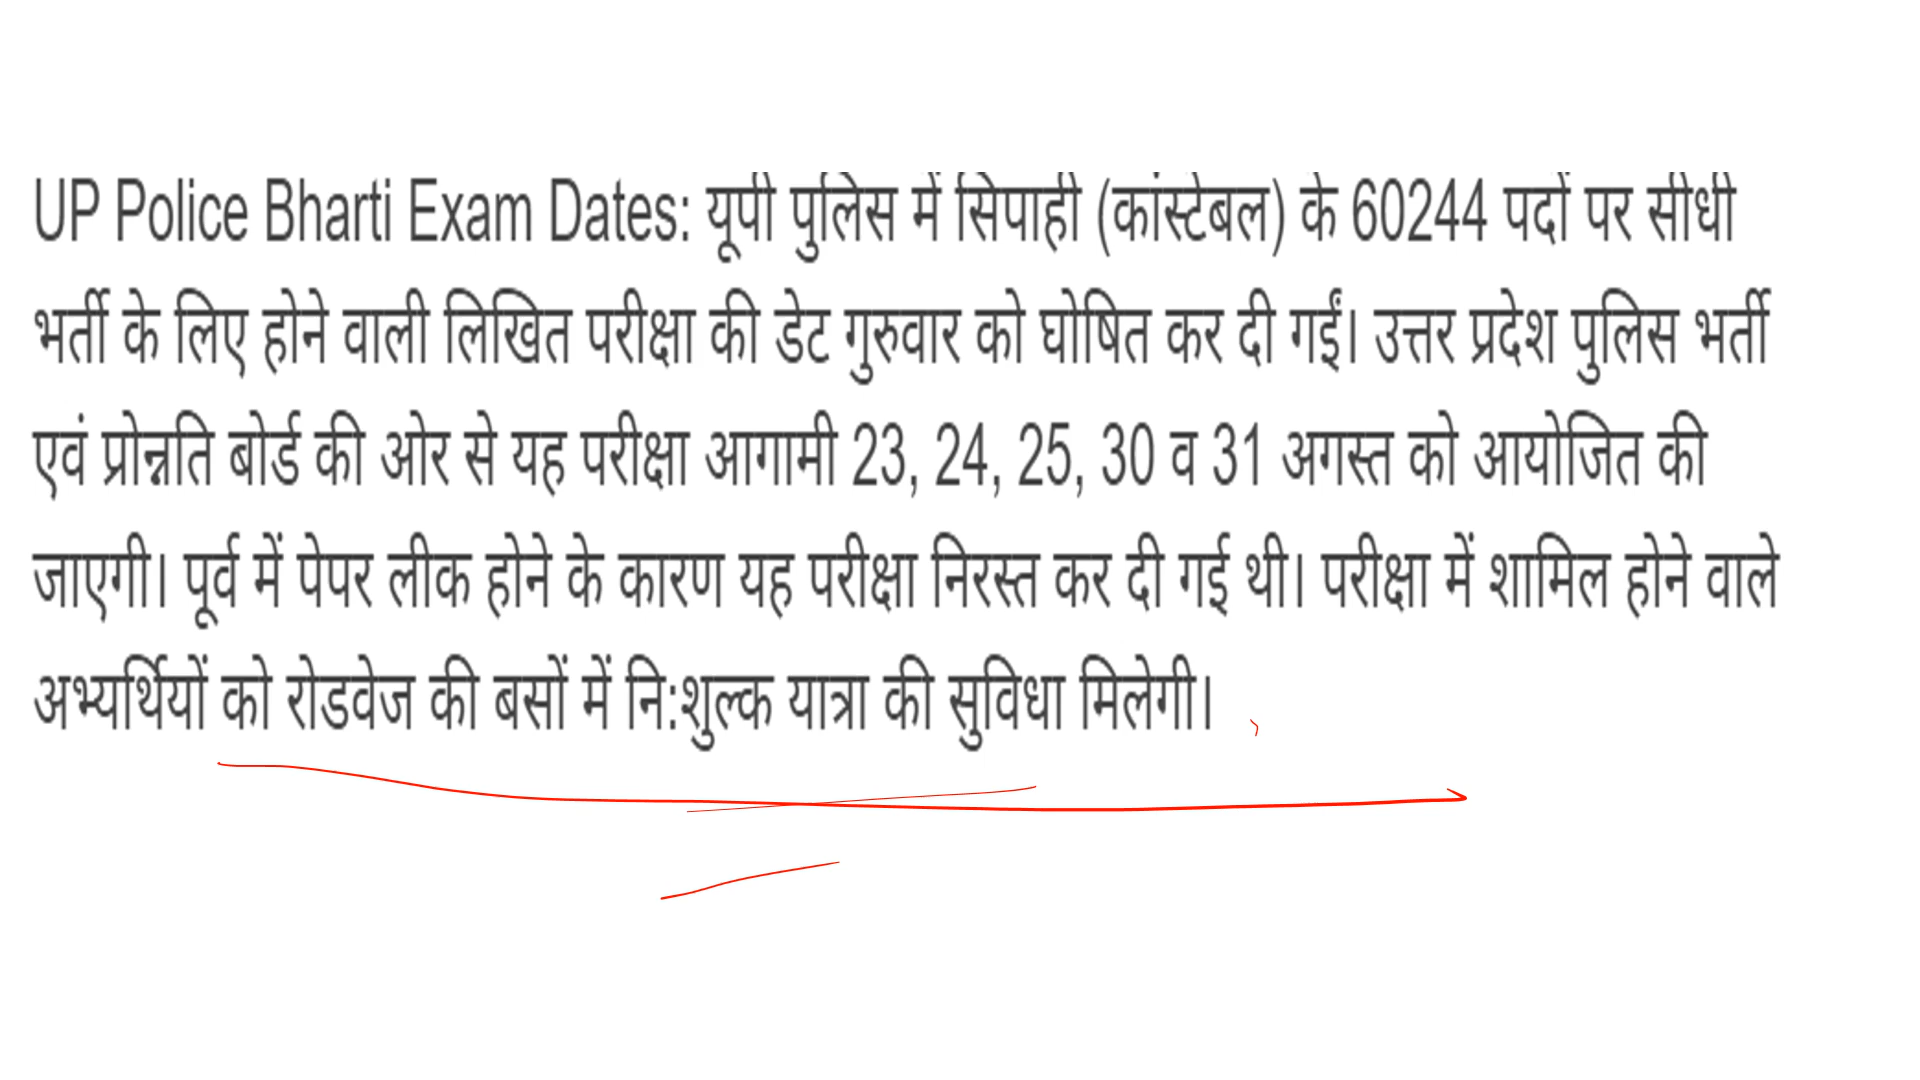 UP Police Bharti Exam Dates: यूपी पुलिस में सिपाही (कांस्टेबल) के 60244 पदों पर सीधी
भर्ती के लिए होने वाली लिखित परीक्षा की डेट गुरुवार को घोषित कर दी गईं। उत्तर प्रदेश पुलिस भर्ती
एवं प्रोन्नति बोर्ड की ओर से यह परीक्षा आगामी 23, 24, 25, 30 व 31 अगस्त को आयोजित की
जाएगी। पूर्व में पेपर लीक होने के कारण यह परीक्षा निरस्त कर दी गई थी। परीक्षा में शामिल होने वाले
अभ्यर्थियों को रोडवेज की बसों में नि:शुल्क यात्रा की सुविधा मिलेगी।